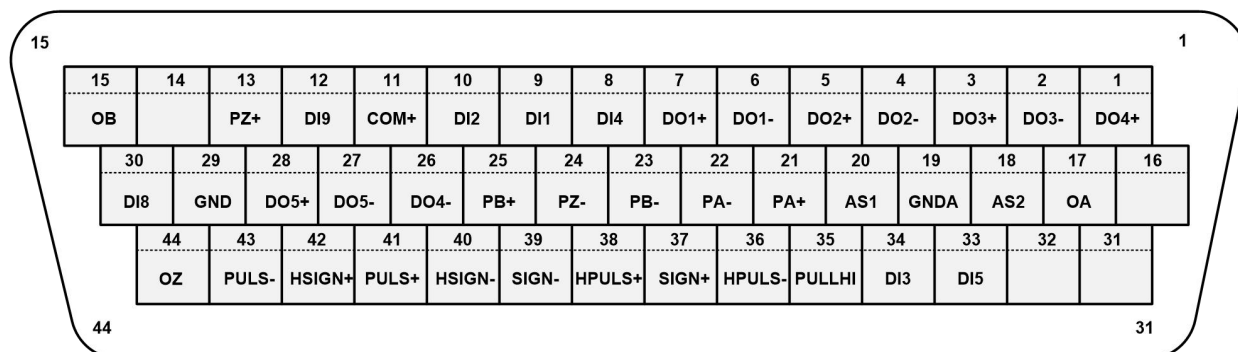 15 1
15 14 13 12 11 10 9 8 7 6 5 4 3 2 1
OB PZ+ DI9 COM+ DI2 DI1 DI4 DO1+ DO1- DO2+ DO2- DO3+ DO3- DO4+
30 29 28 27 26 25 24 23 22 21 20 19 18 17 16
DI8 GND DO5+ DO5- DO4- PB+ PZ- PB- PA- PA+ AS1 GNDA AS2 OA
44 43 42 41 40 39 38 37 36 35 34 33 32 31
OZ PULS- HSIGN+ PULS+ HSIGN- SIGN- HPULS+ SIGN+ HPULS- PULLHI DI3 DI5
44 31